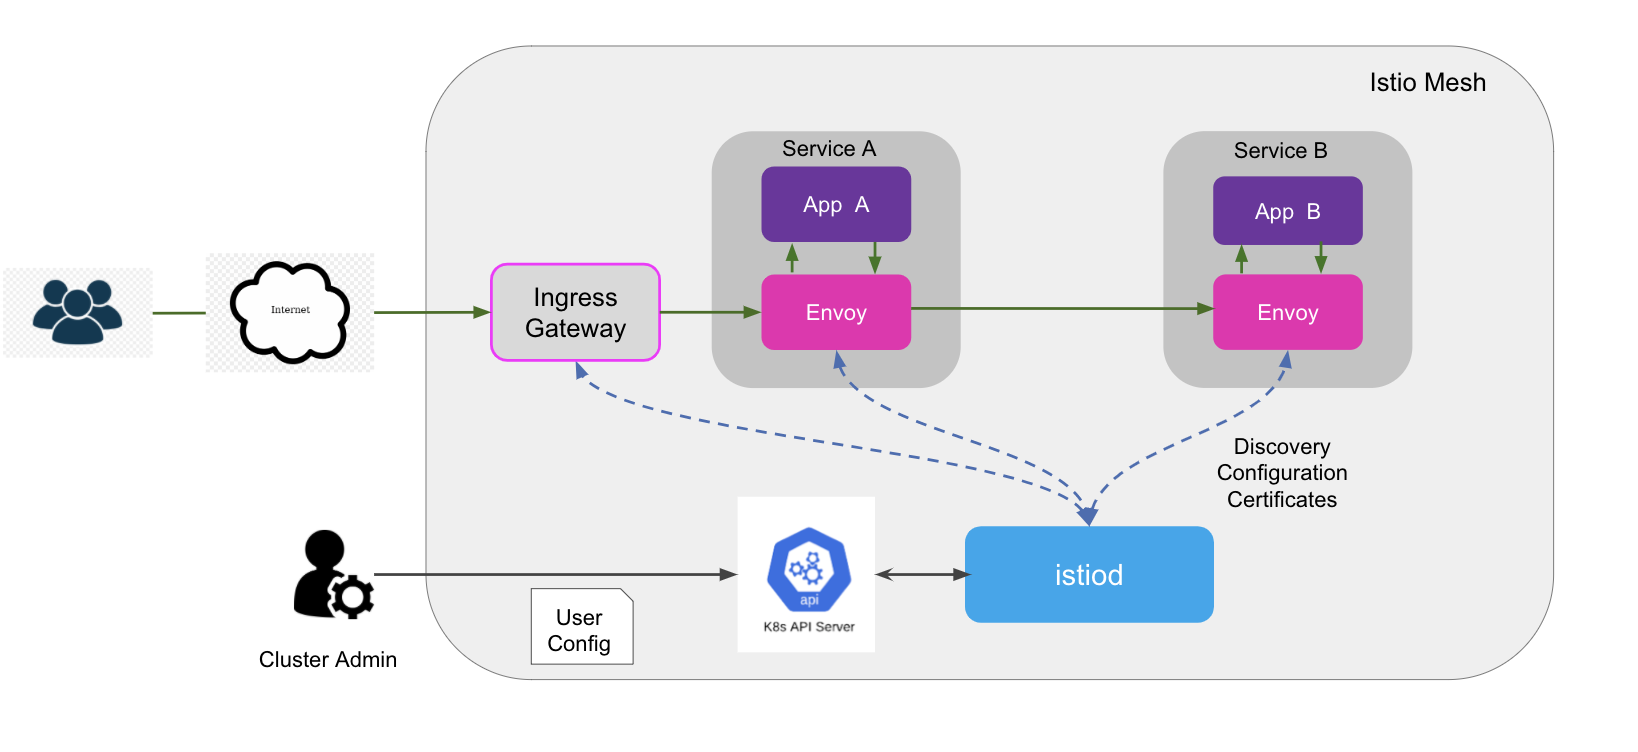 Istio Mesh
Service A
Service B
App A
App B
Internet
Ingress
Gateway
Envoy
Envoy
Discovery
Configuration
Certificates
api
K8s API Server
istiod
User
Config
Cluster Admin